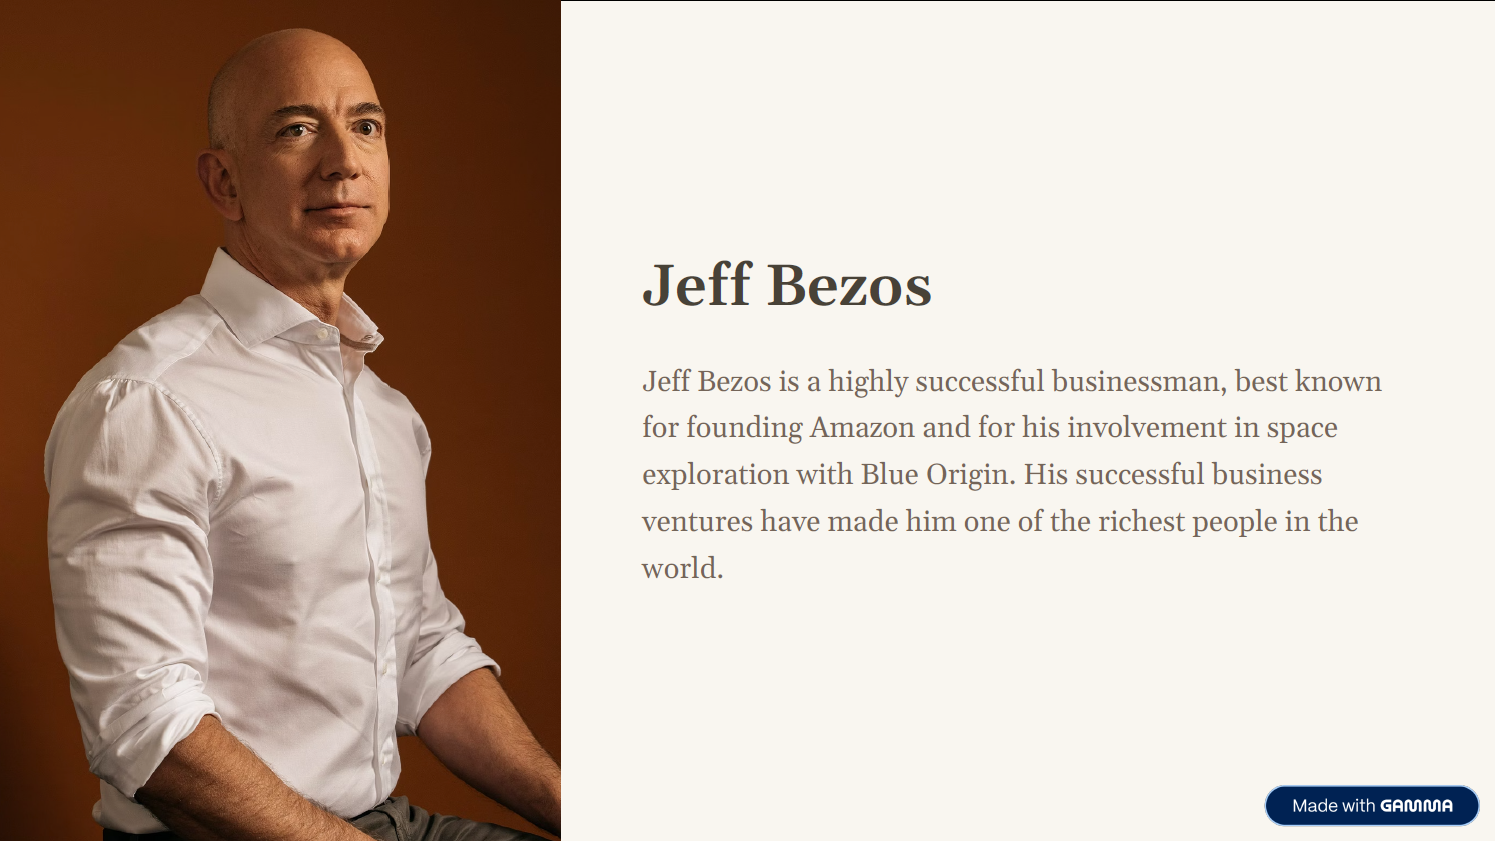 Jeff Bezos
Jeff Bezos is a highly successful businessman, best known
for founding Amazon and for his involvement in space
exploration with Blue Origin. His successful business
ventures have made him one of the richest people in the
world.
Made with GAMMA